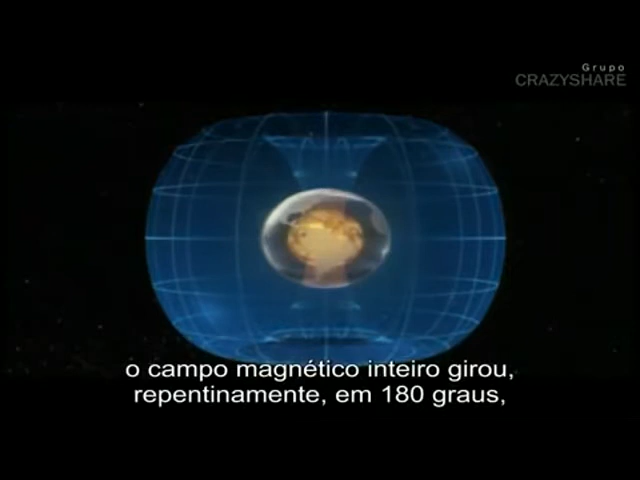 Grupo
CRAZYSHARE
o campo magnético inteiro girou,
repentinamente, em 180 graus,